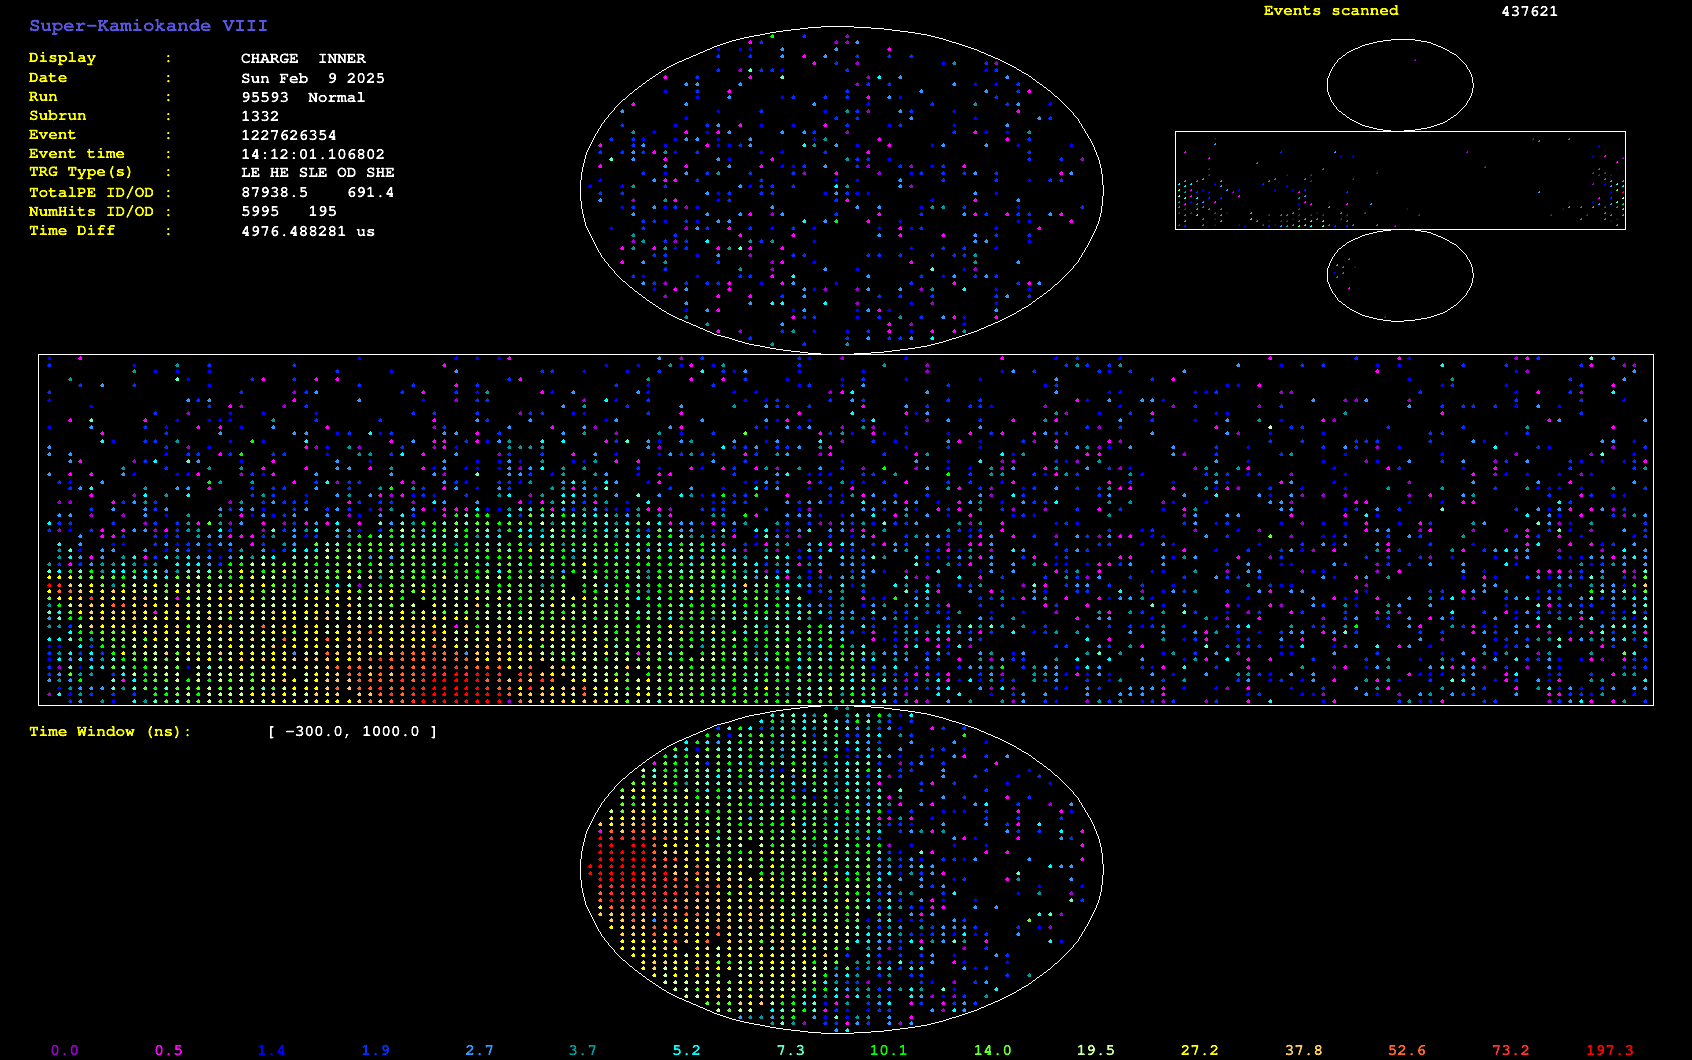 Super-Kamiokande VIII
Display : CHARGE INNER
Date : Sun Feb 9 2025
Run : 95593 Normal
Subrun : 1332
Event : 1227626354
Event time : 14:12:01.106802
TRG Type(s) : LE HE SLE OD SHE
TotalPE ID/OD : 87938.5 691.4
NumHits ID/OD : 5995 195
Time Diff : 4976.488281 us
Events scanned 437621
Time Window (ns): [ -300.0, 1000.0 ]
0.0 0.5 1.4 1.9 2.7 3.7 5.2 7.3 10.1 14.0 19.5 27.2 37.8 52.6 73.2 197.3